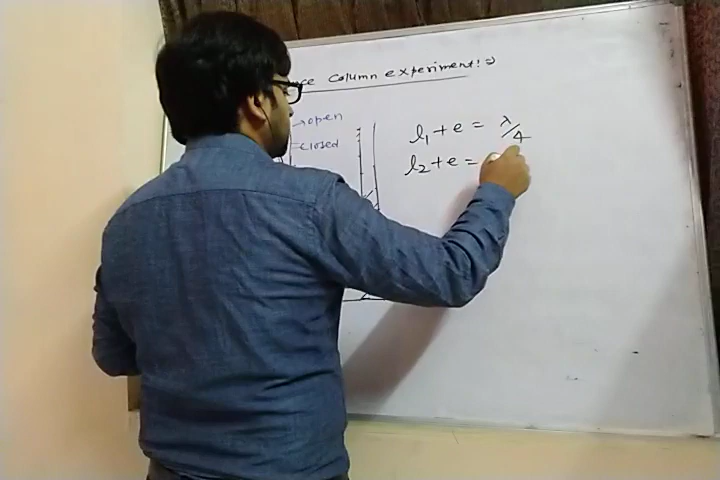 Column experiment! ⇒
→open
=closed
l₁ + e = λ/4
l₂ + e =